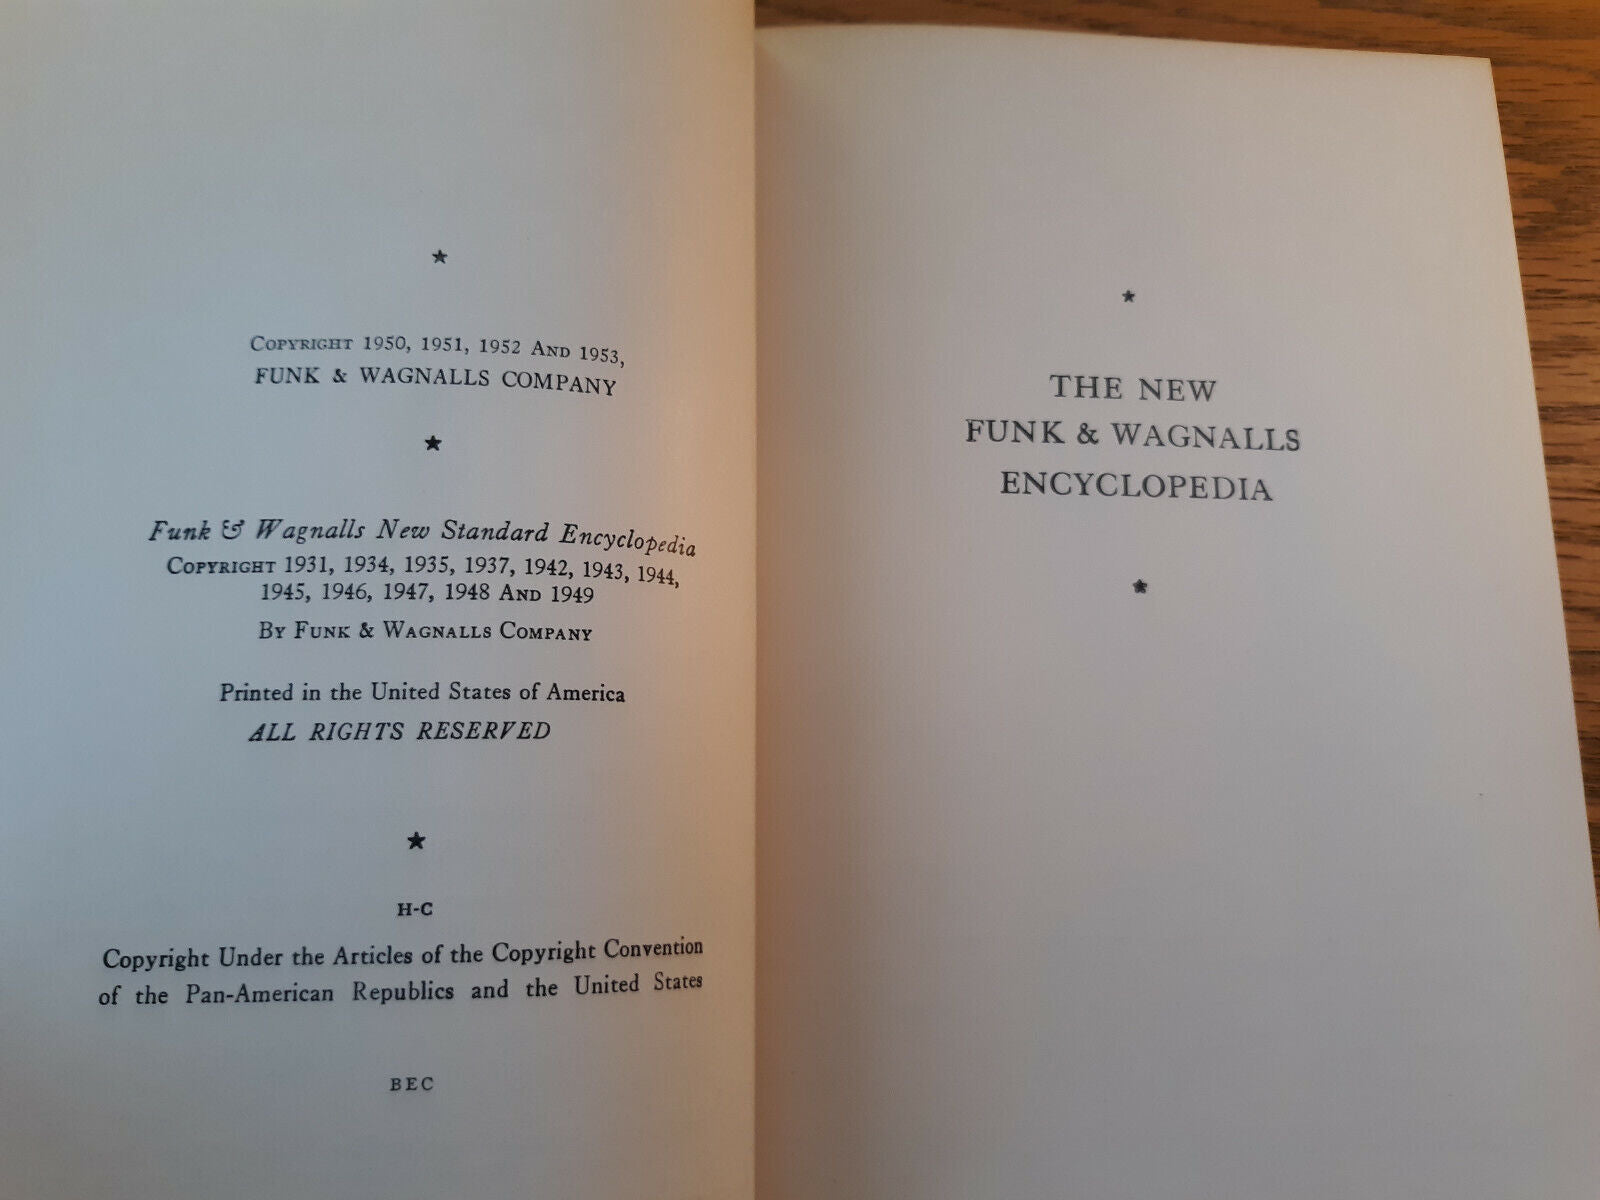 COPYRIGHT 1950, 1951, 1952 AND 1953,
FUNK & WAGNALLS COMPANY
Funk & Wagnalls New Standard Encyclopedia
COPYRIGHT 1931, 1934, 1935, 1937, 1942, 1943, 1944,
1945, 1946, 1947, 1948 AND 1949
BY FUNK & WAGNALLS COMPANY
Printed in the United States of America
ALL RIGHTS RESERVED
H-C
Copyright Under the Articles of the Copyright Convention
of the Pan-American Republics and the United States
BEC
THE NEW
FUNK & WAGNALLS
ENCYCLOPEDIA